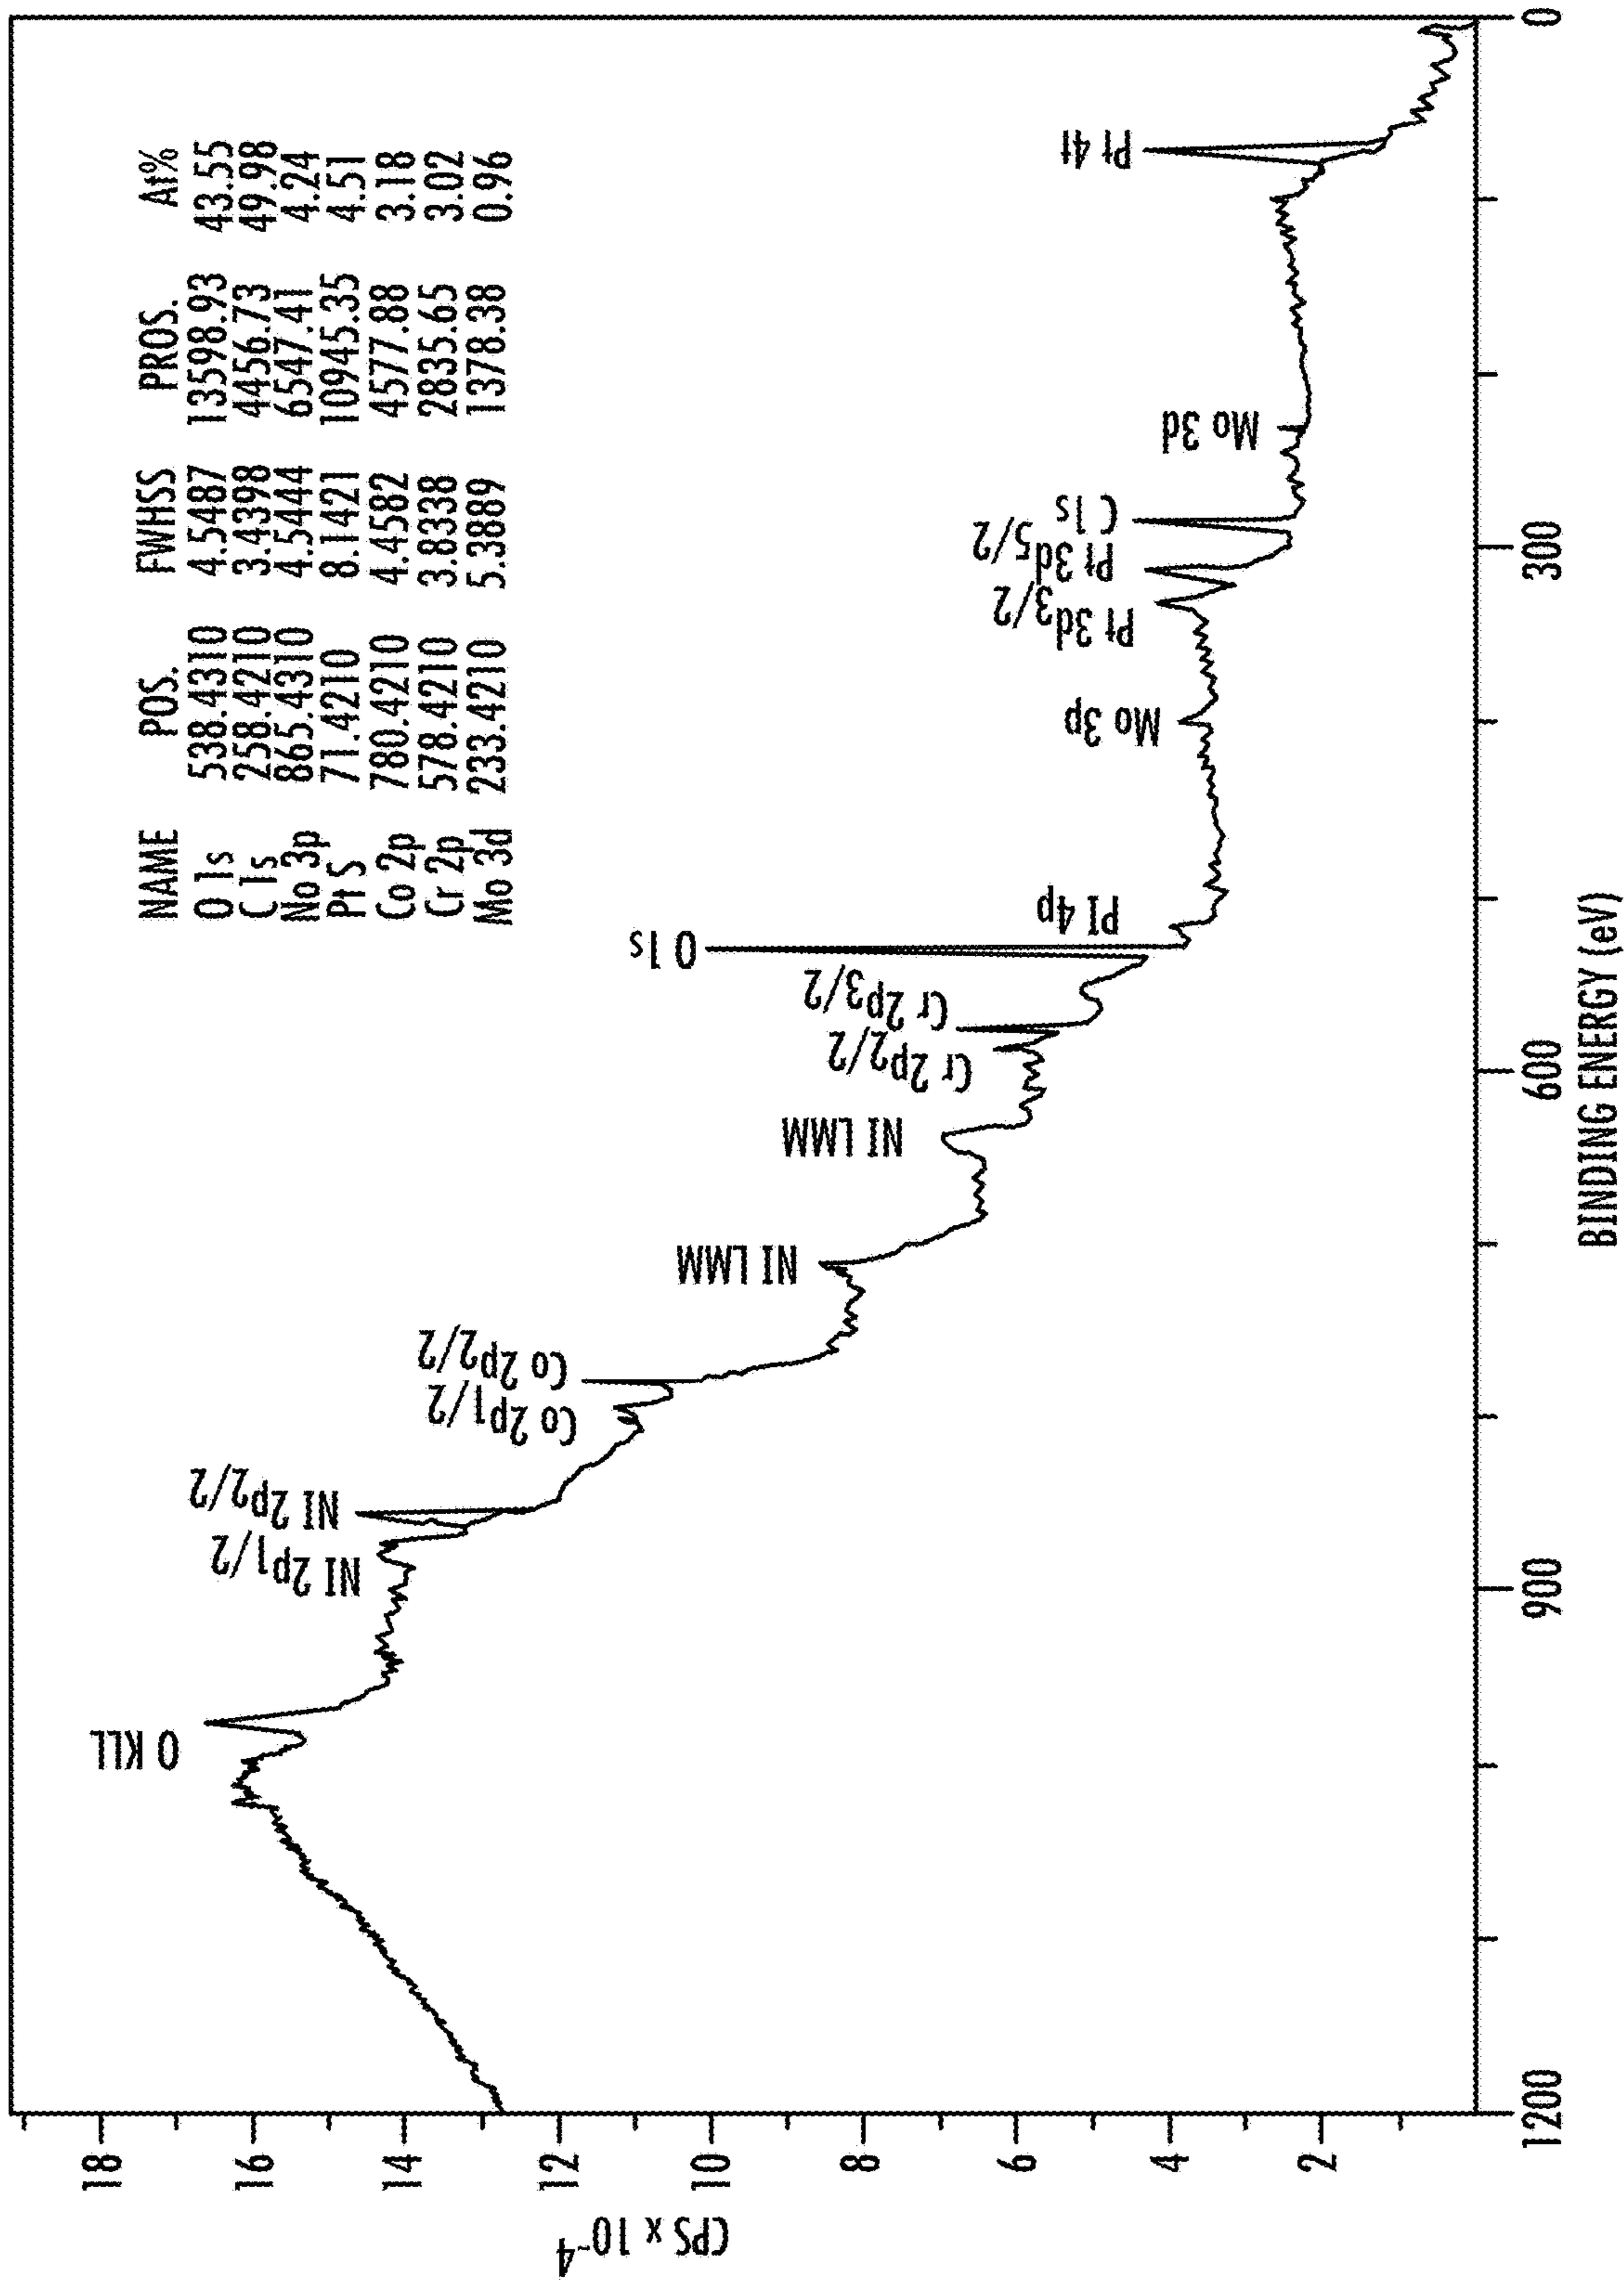 NAME POS. FWHSS PROS. At%
O 1s 538.4310 4.5487 13598.93 43.55
C 1s 258.4210 3.4398 4456.73 49.98
No 3p 865.4310 4.5444 6547.41 4.24
Pt S 71.4210 8.1421 10945.35 4.51
Co 2p 780.4210 4.4582 4577.88 3.18
Cr 2p 578.4210 3.8338 2835.65 3.02
Mo 3d 233.4210 5.3889 1378.38 0.96
CPS x 10-4
18
16
14
12
10
8
6
4
2
O KLL
NI 2p1/2
NI 2p2/2
Co 2p1/2
Co 2p2/2
NI LMM
NI LMM
Cr 2p2/2
Cr 2p3/2
O 1s
PI 4p
Mo 3p
Pt 3d3/2
Pt 3d5/2
C 1s
Mo 3d
Pt 4f
1200 900 600 300 0
BINDING ENERGY (eV)